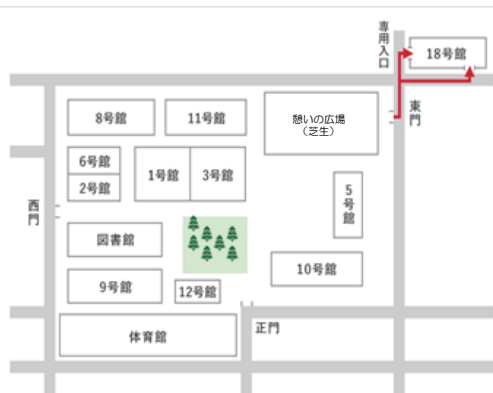 専用入口
18号館
東門
8号館
11号館
憩いの広場
(芝生)
6号館
2号館
1号館
3号館
5号館
西門
図書館
10号館
9号館
12号館
正門
体育館